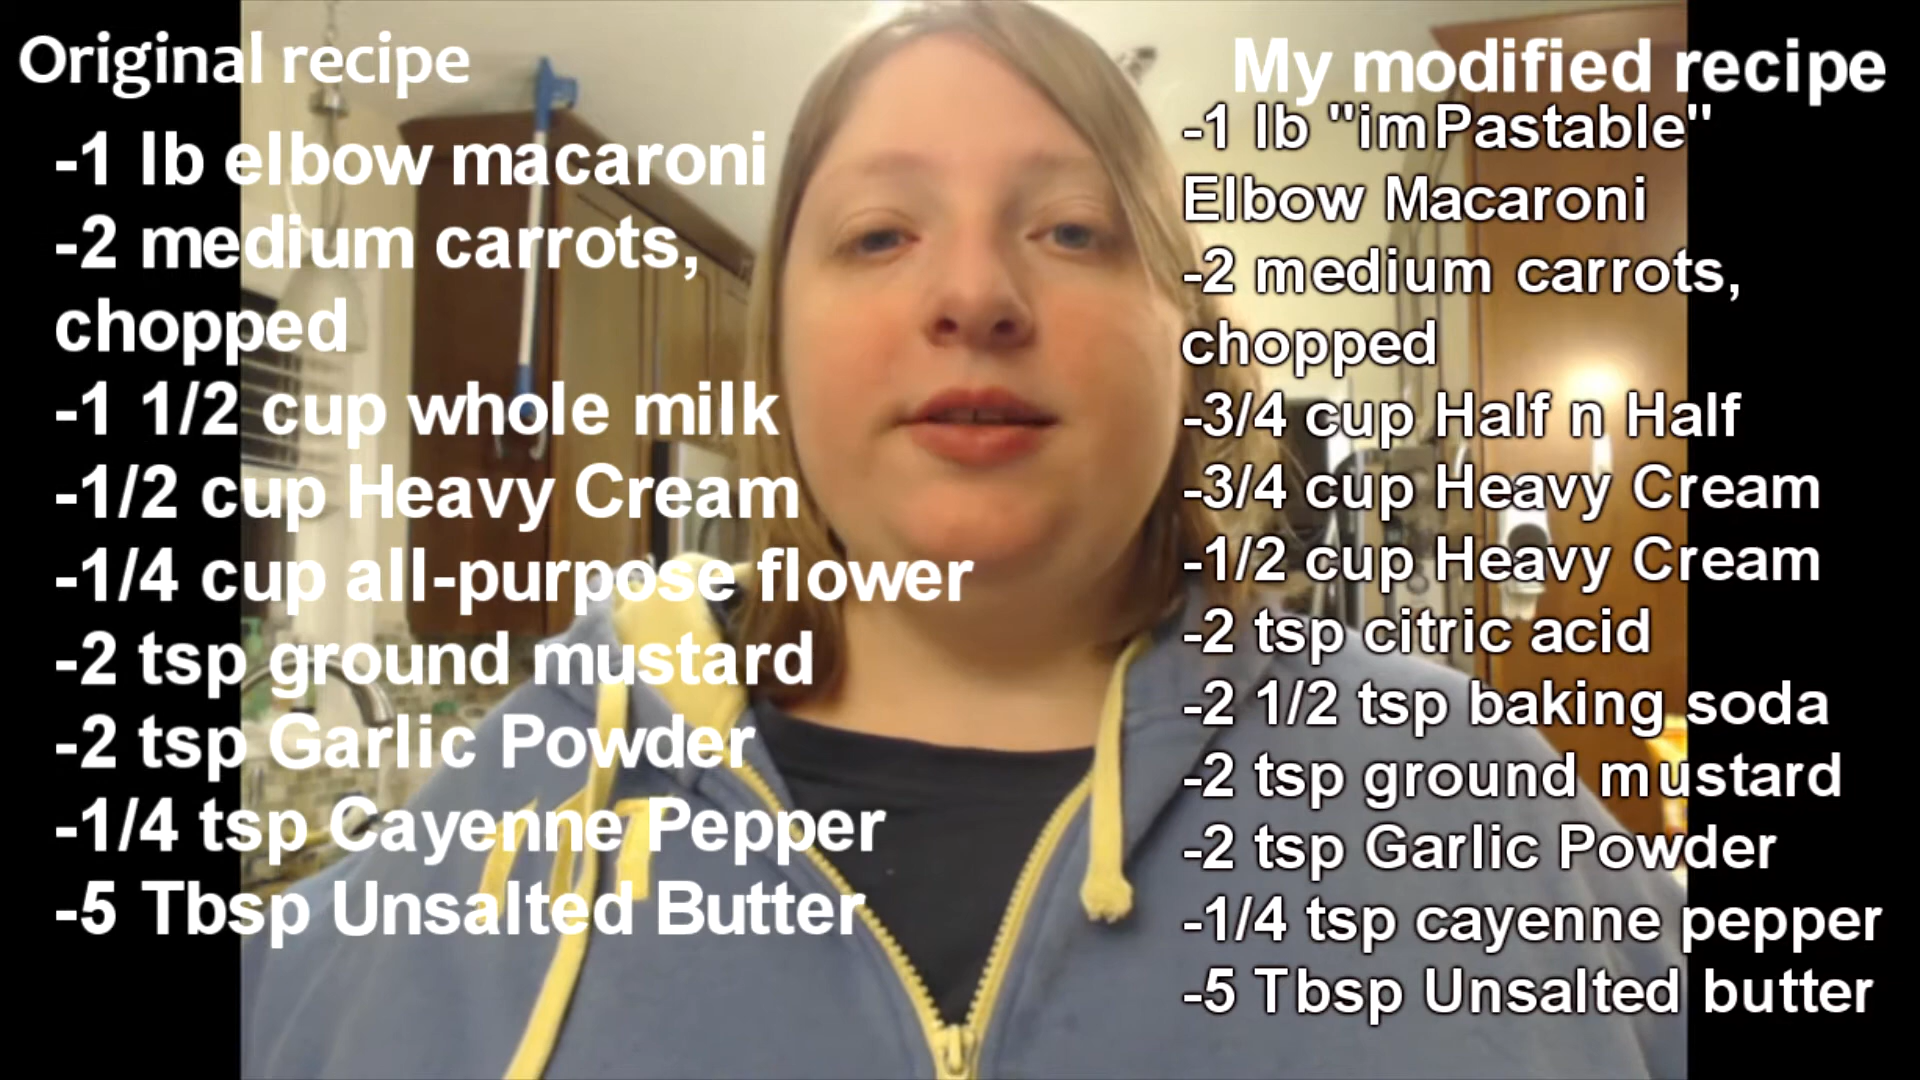 Original recipe
-1 lb elbow macaroni
-2 medium carrots,
chopped
-1 1/2 cup whole milk
-1/2 cup Heavy Cream
-1/4 cup all-purpose flower
-2 tsp ground mustard
-2 tsp Garlic Powder
-1/4 tsp Cayenne Pepper
-5 Tbsp Unsalted Butter
My modified recipe
-1 lb "imPastable"
Elbow Macaroni
-2 medium carrots,
chopped
-3/4 cup Half n Half
-3/4 cup Heavy Cream
-1/2 cup Heavy Cream
-2 tsp citric acid
-2 1/2 tsp baking soda
-2 tsp ground mustard
-2 tsp Garlic Powder
-1/4 tsp cayenne pepper
-5 Tbsp Unsalted butter